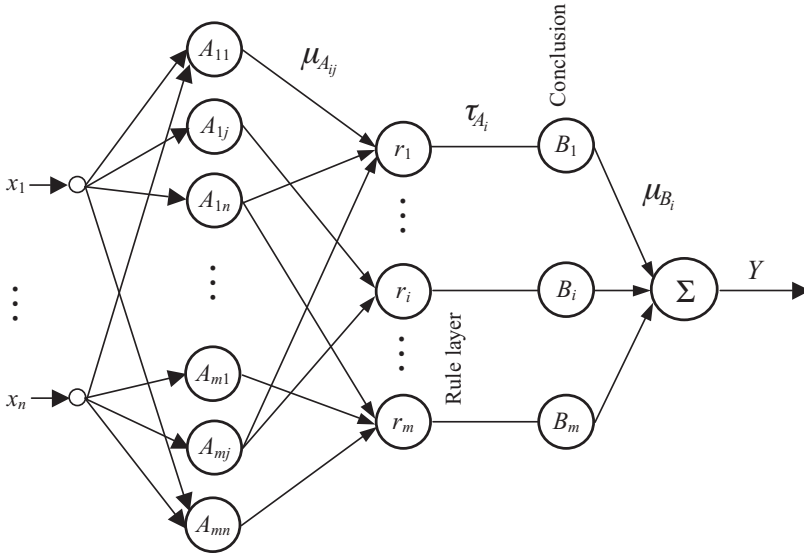 A11
μAij
A1j
Conclusion
r1
τAi
B1
x1
A1n
μBi
ri
Bi
Σ
Y
Rule layer
Am1
xn
rm
Bm
Amj
Amn